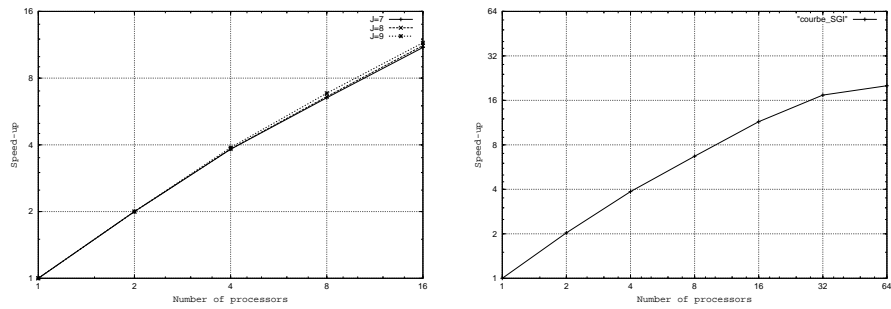 16
8
4
2
1
1 2 4 8 16
Speed-up
Number of processors
J=7
J=8
J=9
64
32
16
8
4
2
1
1 2 4 8 16 32 64
Speed-up
Number of processors
"courbe_SGI"